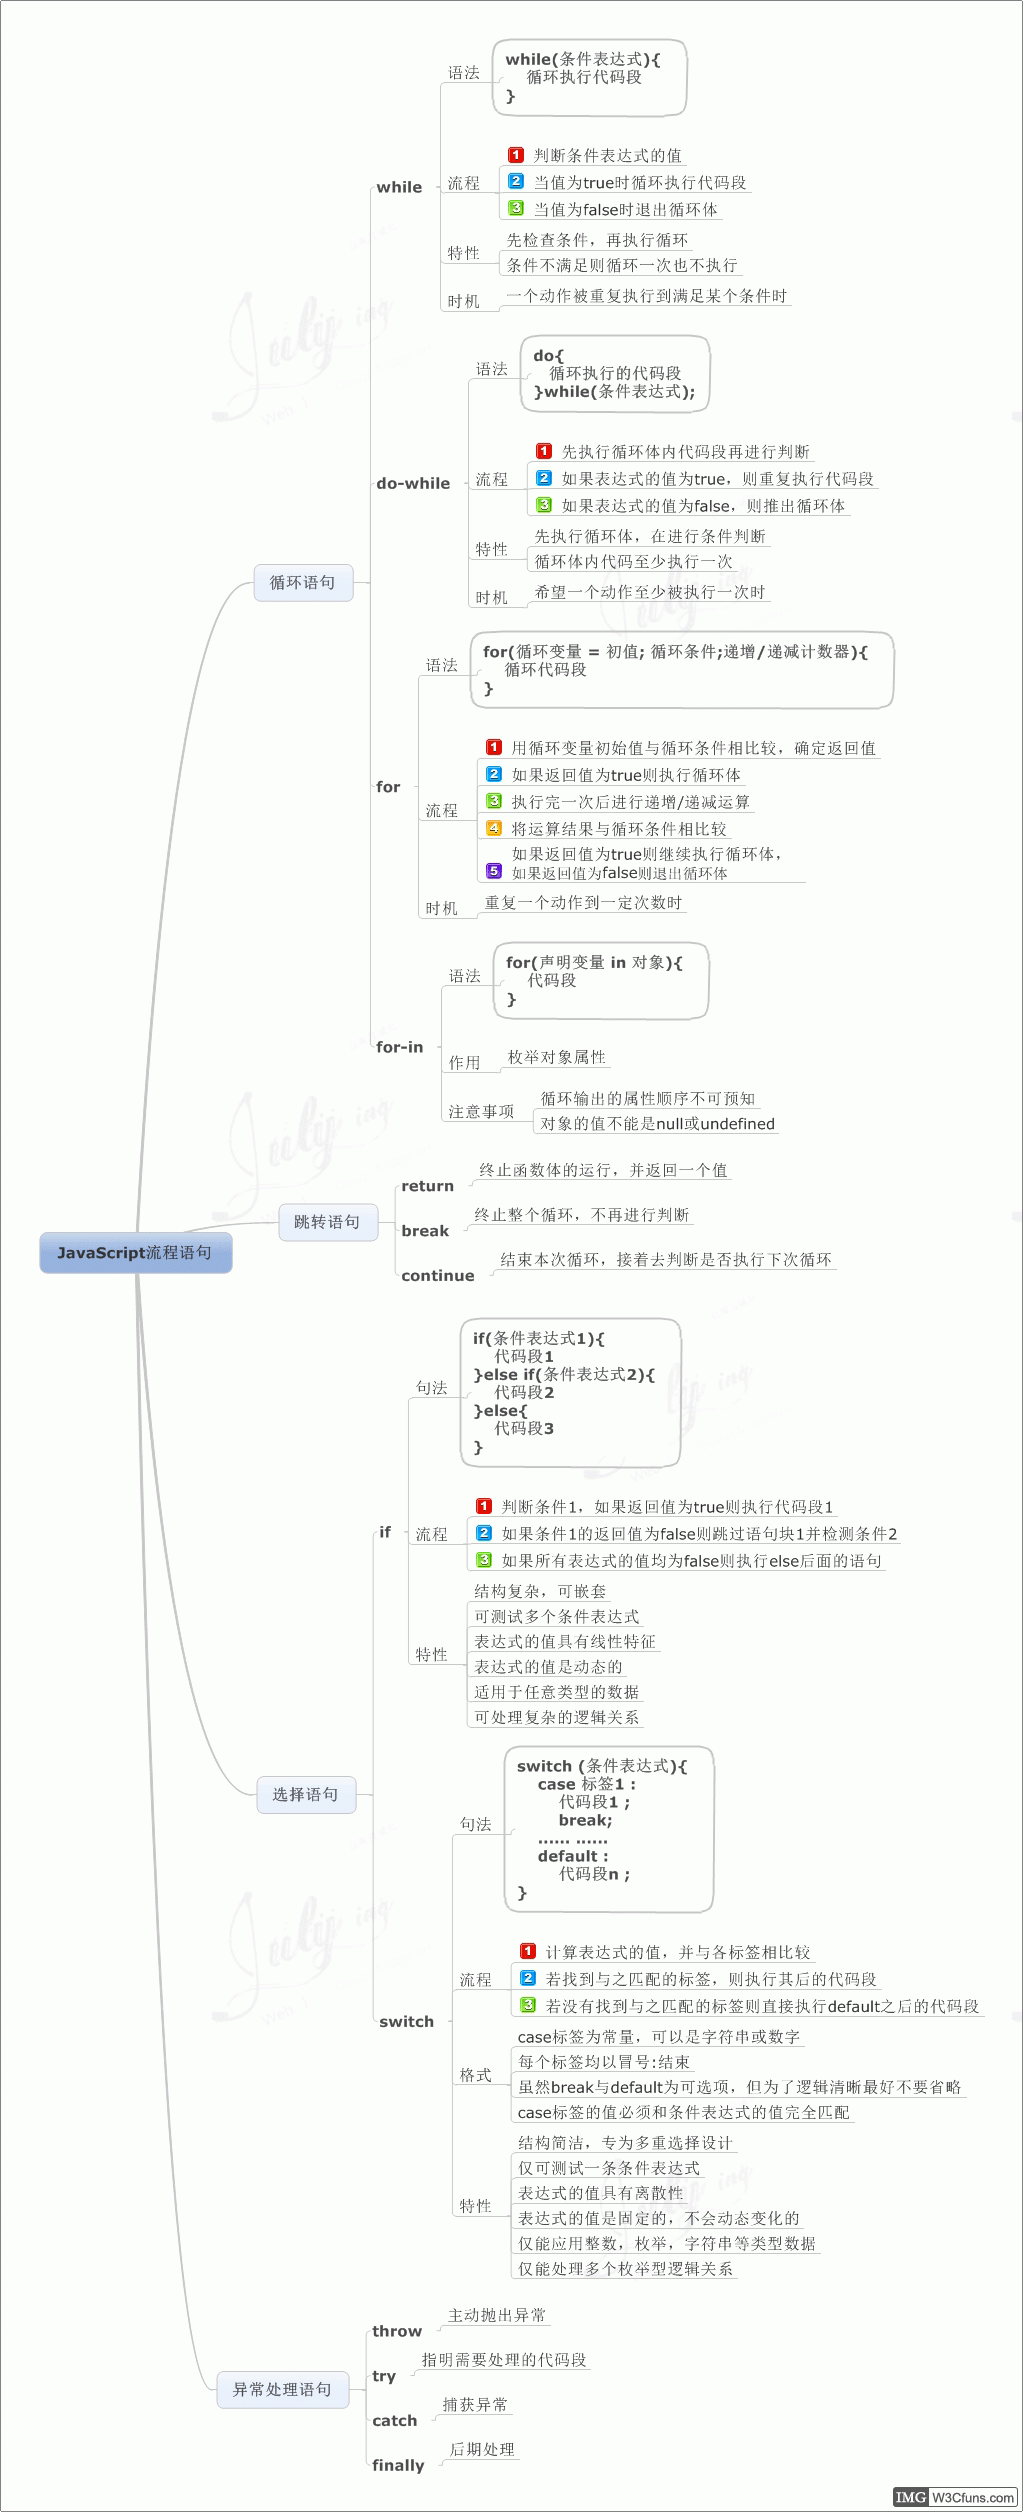 while
语法
while(条件表达式){
循环执行代码段
}
流程
1 判断条件表达式的值
2 当值为true时循环执行代码段
3 当值为false时退出循环体
特性
先检查条件，再执行循环
条件不满足则循环一次也不执行
时机
一个动作被重复执行到满足某个条件时
do-while
语法
do{
循环执行的代码段
}while(条件表达式);
流程
1 先执行循环体内代码段再进行判断
2 如果表达式的值为true，则重复执行代码段
3 如果表达式的值为false，则推出循环体
特性
先执行循环体，在进行条件判断
循环体内代码至少执行一次
时机
希望一个动作至少被执行一次时
循环语句
for
语法
for(循环变量 = 初值; 循环条件;递增/递减计数器){
循环代码段
}
流程
1 用循环变量初始值与循环条件相比较，确定返回值
2 如果返回值为true则执行循环体
3 执行完一次后进行递增/递减运算
4 将运算结果与循环条件相比较
5 如果返回值为true则继续执行循环体，
如果返回值为false则退出循环体
时机
重复一个动作到一定次数时
for-in
语法
for(声明变量 in 对象){
代码段
}
作用
枚举对象属性
注意事项
循环输出的属性顺序不可预知
对象的值不能是null或undefined
跳转语句
return
终止函数体的运行，并返回一个值
break
终止整个循环，不再进行判断
continue
结束本次循环，接着去判断是否执行下次循环
JavaScript流程语句
选择语句
if
句法
if(条件表达式1){
代码段1
}else if(条件表达式2){
代码段2
}else{
代码段3
}
流程
1 判断条件1，如果返回值为true则执行代码段1
2 如果条件1的返回值为false则跳过语句块1并检测条件2
3 如果所有表达式的值均为false则执行else后面的语句
特性
结构复杂，可嵌套
可测试多个条件表达式
表达式的值具有线性特征
表达式的值是动态的
适用于任意类型的数据
可处理复杂的逻辑关系
switch
句法
switch (条件表达式){
case 标签1 :
代码段1 ;
break;
...... ......
default :
代码段n ;
}
流程
1 计算表达式的值，并与各标签相比较
2 若找到与之匹配的标签，则执行其后的代码段
3 若没有找到与之匹配的标签则直接执行default之后的代码段
格式
case标签为常量，可以是字符串或数字
每个标签均以冒号:结束
虽然break与default为可选项，但为了逻辑清晰最好不要省略
case标签的值必须和条件表达式的值完全匹配
特性
结构简洁，专为多重选择设计
仅可测试一条条件表达式
表达式的值具有离散性
表达式的值是固定的，不会动态变化的
仅能应用整数，枚举，字符串等类型数据
仅能处理多个枚举型逻辑关系
异常处理语句
throw
主动抛出异常
try
指明需要处理的代码段
catch
捕获异常
finally
后期处理
IMG W3Cfuns.com